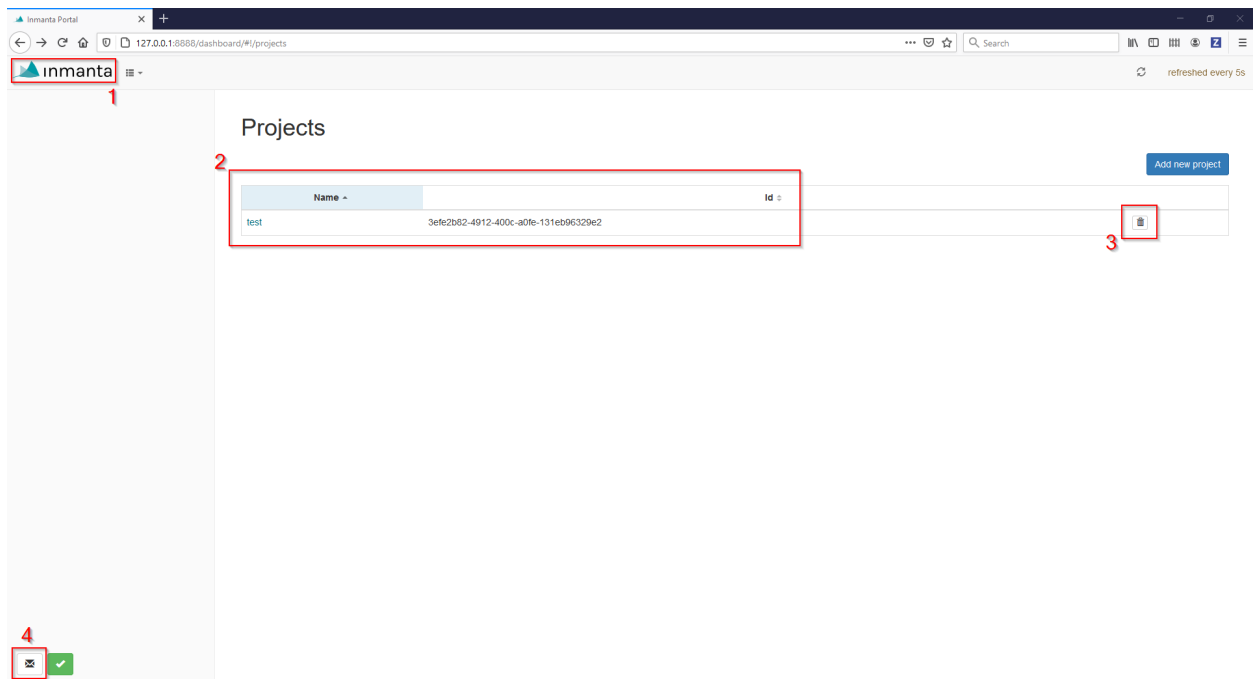 Inmanta Portal
127.0.0.1:8888/dashboard/#!/projects
Search
Z
inmanta
refreshed every 5s
1
Projects
2
Add new project
Name Id
test 3efe2b82-4912-400c-a0fe-131eb96329e2
3
4